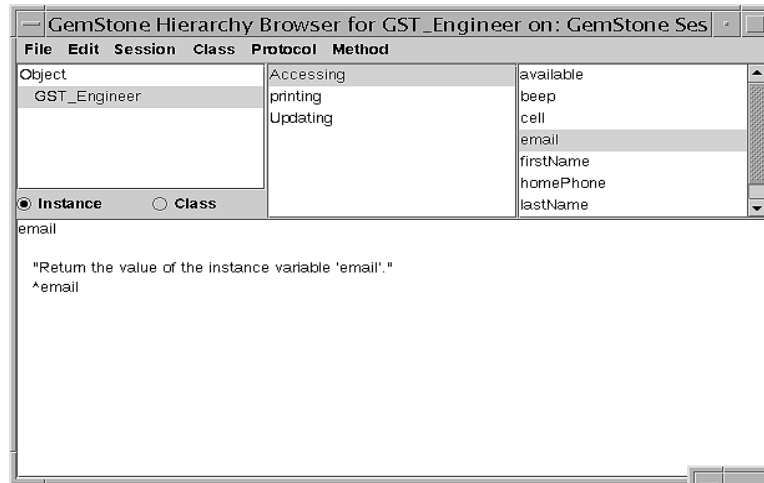 GemStone Hierarchy Browser for GST_Engineer on: GemStone Ses
File Edit Session Class Protocol Method
Object
GST_Engineer
Instance
Class
Accessing
printing
Updating
available
beep
cell
email
firstName
homePhone
lastName
email
"Return the value of the instance variable 'email'."
^email